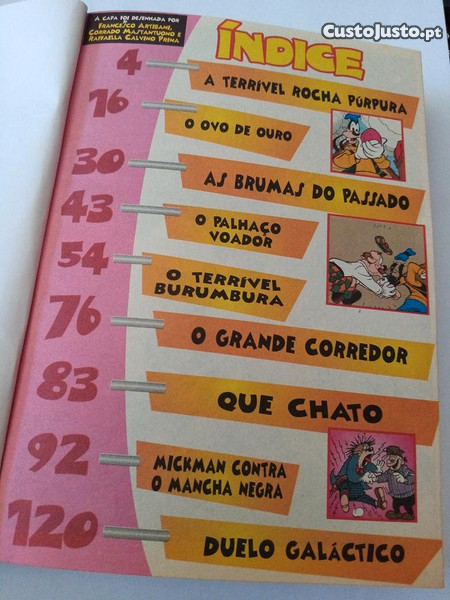 A CAPA FOI DESENHADA POR
FRANCESCO ARTIBANI,
CORRADO MASTANTUONO E
RAFFAELLA CALVINO PRINA
CustoJusto.pt
ÍNDICE
4
A TERRÍVEL ROCHA PÚRPURA
16
O OVO DE OURO
30
AS BRUMAS DO PASSADO
43
O PALHAÇO
VOADOR
54
O TERRÍVEL
BURUMBURA
76
O GRANDE CORREDOR
83
QUE CHATO
92
MICKMAN CONTRA
O MANCHA NEGRA
120
DUELO GALÁCTICO